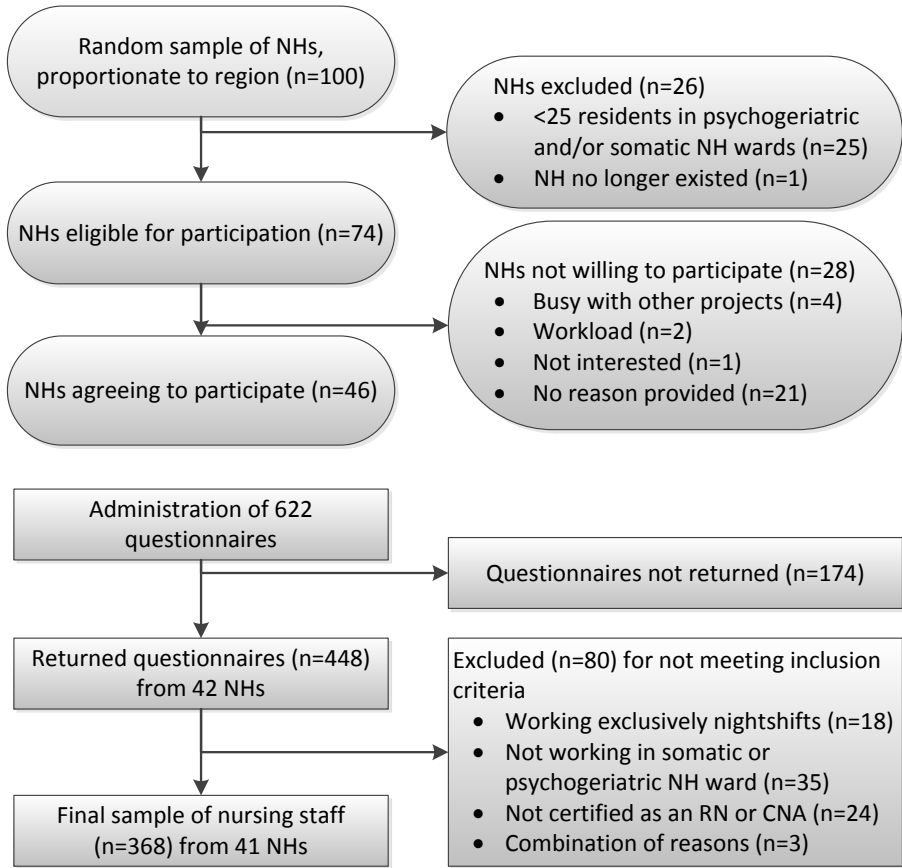 Random sample of NHs,
proportionate to region (n=100)
NHs excluded (n=26)
• <25 residents in psychogeriatric
and/or somatic NH wards (n=25)
• NH no longer existed (n=1)
NHs eligible for participation (n=74)
NHs not willing to participate (n=28)
• Busy with other projects (n=4)
• Workload (n=2)
• Not interested (n=1)
• No reason provided (n=21)
NHs agreeing to participate (n=46)
Administration of 622
questionnaires
Questionnaires not returned (n=174)
Returned questionnaires (n=448)
from 42 NHs
Excluded (n=80) for not meeting inclusion
criteria
• Working exclusively nightshifts (n=18)
• Not working in somatic or
psychogeriatric NH ward (n=35)
• Not certified as an RN or CNA (n=24)
• Combination of reasons (n=3)
Final sample of nursing staff
(n=368) from 41 NHs